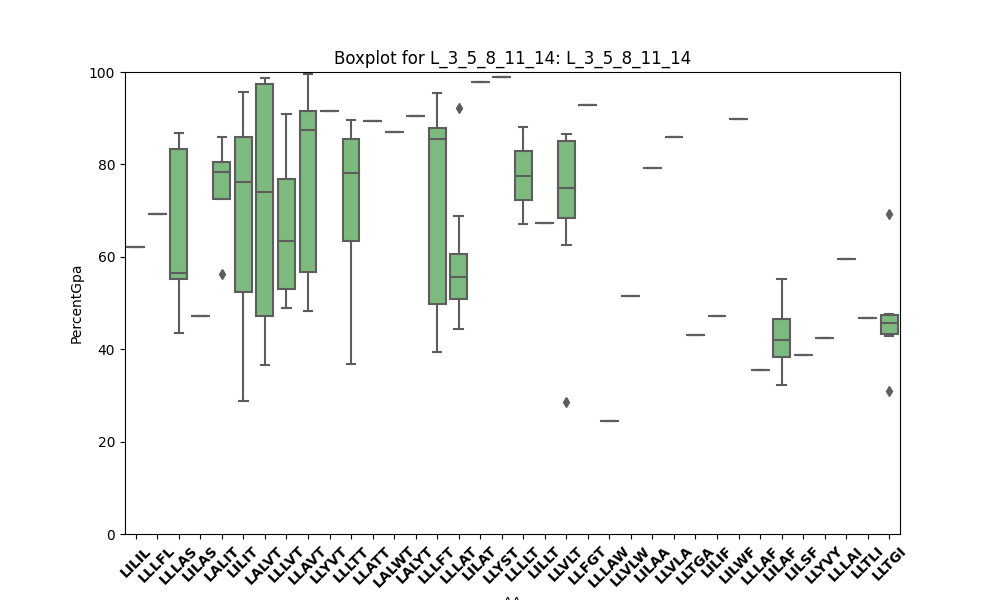 Boxplot for L_3_5_8_11_14: L_3_5_8_11_14
100
80
60
40
20
0
PercentGpa
LILIL
LLLFL
LLLAS
LILAS
LALIT
LILIT
LALVT
LLLVT
LLAVT
LLYVT
LLLTT
LLATT
LALWT
LALYT
LLLFT
LLLAT
LILAT
LLYST
LLLLT
LILLT
LLVLT
LLFGT
LLLAW
LLVLW
LILAA
LLVLA
LLTGA
LILIF
LILWF
LLLAF
LILAF
LILSF
LLYVY
LLLAI
LLTLI
LLTGI